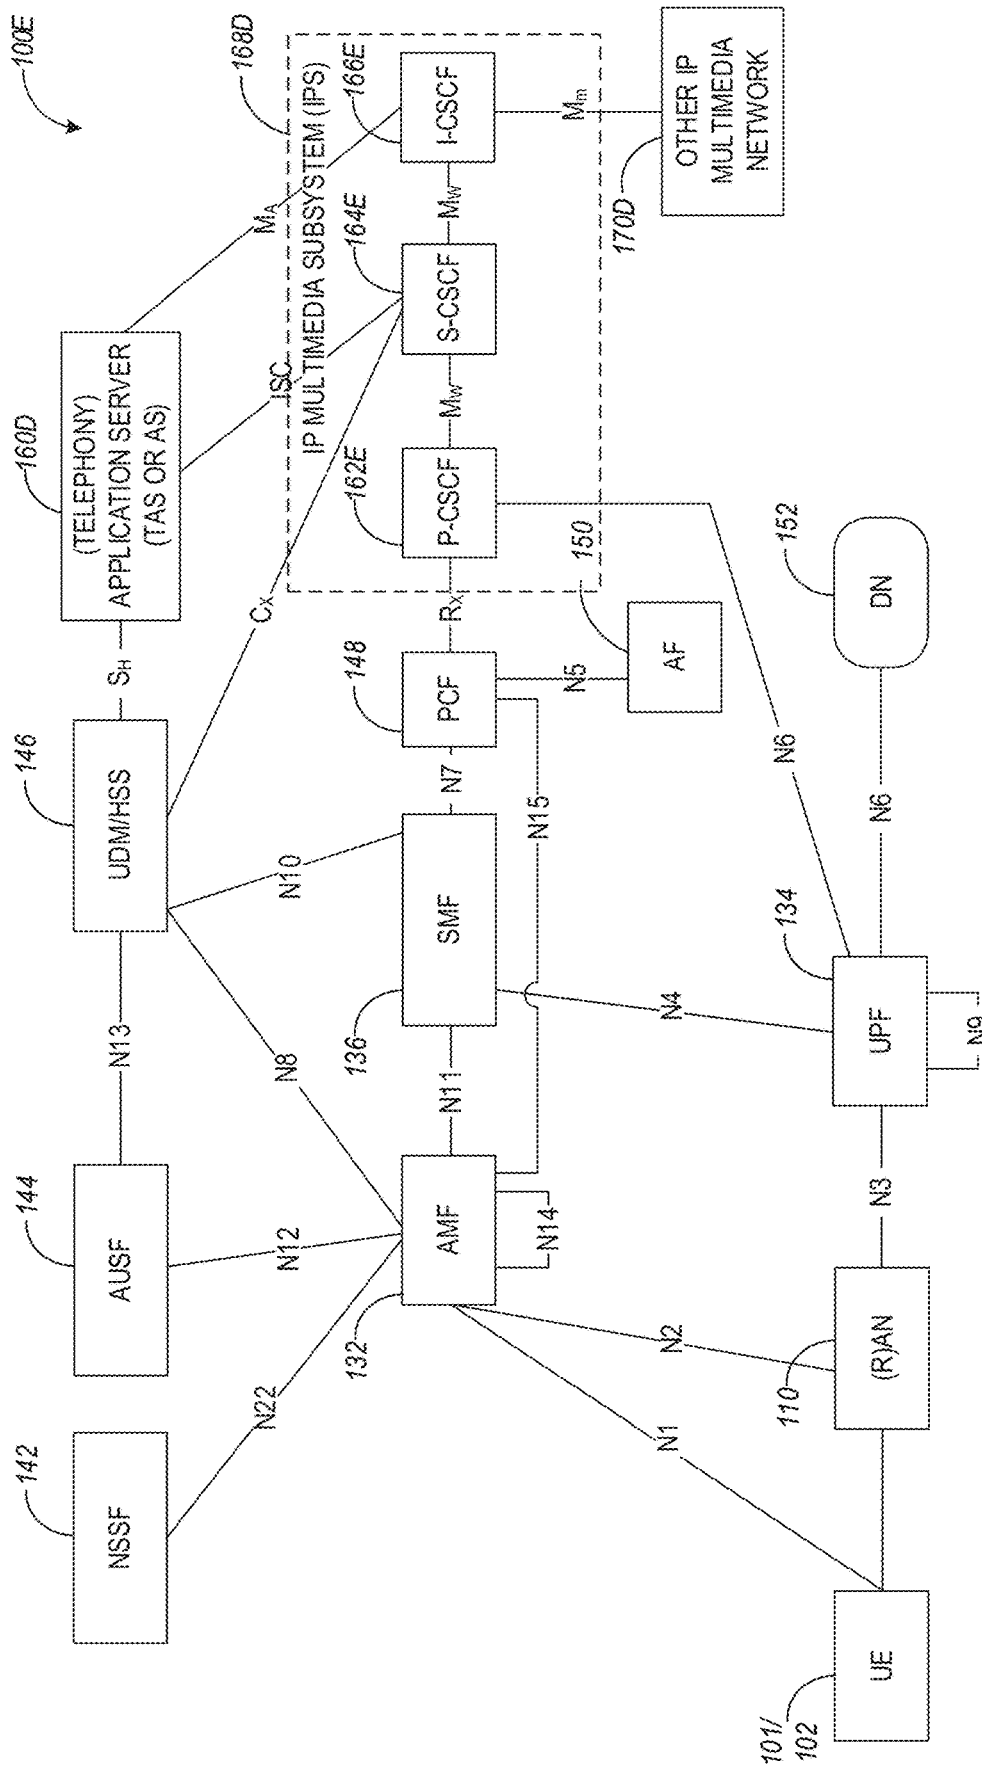 100E
142
NSSF
144
AUSF
N13
146
UDM/HSS
SH
160D
(TELEPHONY)
APPLICATION SERVER
(TAS OR AS)
168D
N22
N12
N8
N10
CX
ISC
MA
IP MULTIMEDIA SUBSYSTEM (IPS)
132
AMF
N14
N11
136
SMF
N7
148
PCF
RX
162E
P-CSCF
MW
164E
S-CSCF
MW
166E
I-CSCF
Mm
N15
N5
150
AF
170D
OTHER IP
MULTIMEDIA
NETWORK
N1
N2
N4
N6
101/
102
UE
110
(R)AN
N3
134
UPF
N9
N6
152
DN